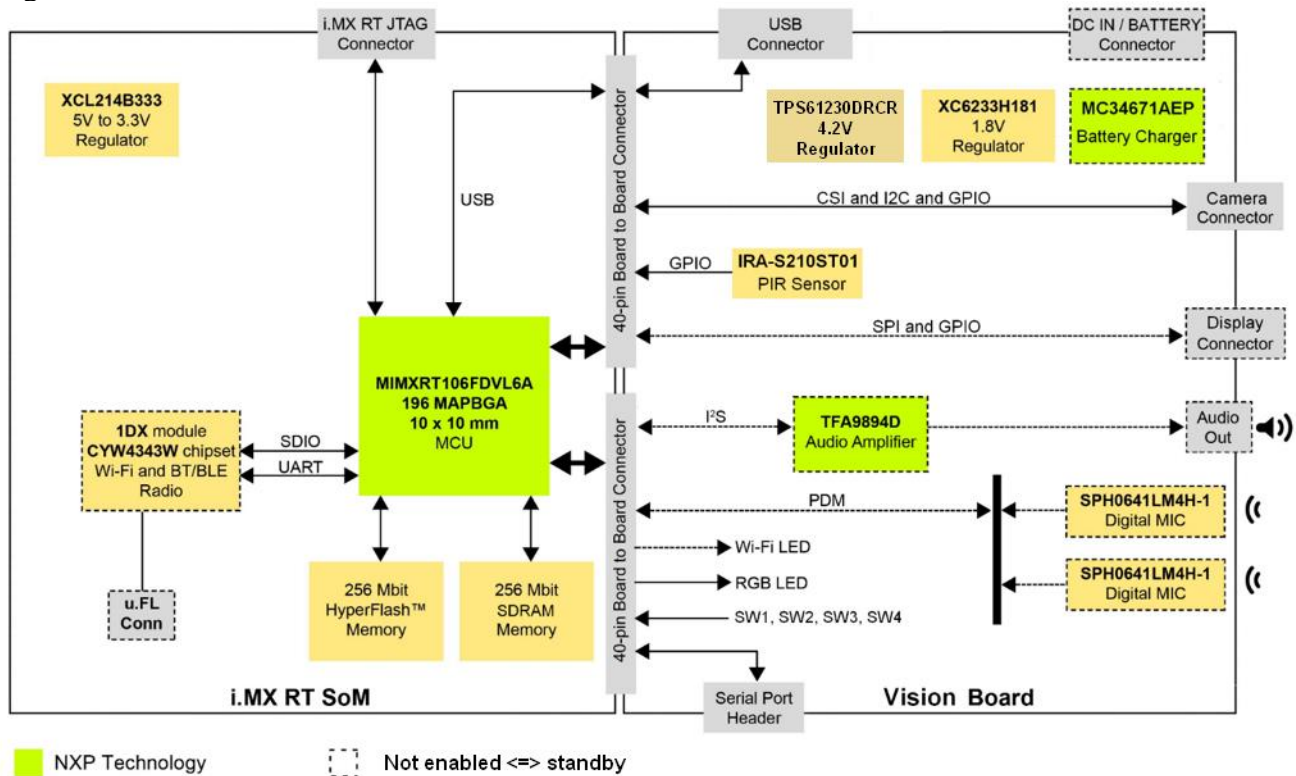 i.MX RT JTAG
Connector
USB
Connector
DC IN / BATTERY
Connector
XCL214B333
5V to 3.3V
Regulator
USB
40-pin Board to Board Connector
TPS61230DRCR
4.2V
Regulator
XC6233H181
1.8V
Regulator
MC34671AEP
Battery Charger
CSI and I2C and GPIO
Camera
Connector
GPIO
IRA-S210ST01
PIR Sensor
SPI and GPIO
Display
Connector
MIMXRT106FDVL6A
196 MAPBGA
10 x 10 mm
MCU
1DX module
CYW4343W chipset
Wi-Fi and BT/BLE
Radio
SDIO
UART
u.FL
Conn
256 Mbit
HyperFlash™
Memory
256 Mbit
SDRAM
Memory
40-pin Board to Board Connector
I²S
TFA9894D
Audio Amplifier
Audio
Out
PDM
SPH0641LM4H-1
Digital MIC
SPH0641LM4H-1
Digital MIC
Wi-Fi LED
RGB LED
SW1, SW2, SW3, SW4
Serial Port
Header
i.MX RT SoM
Vision Board
NXP Technology
Not enabled <=> standby